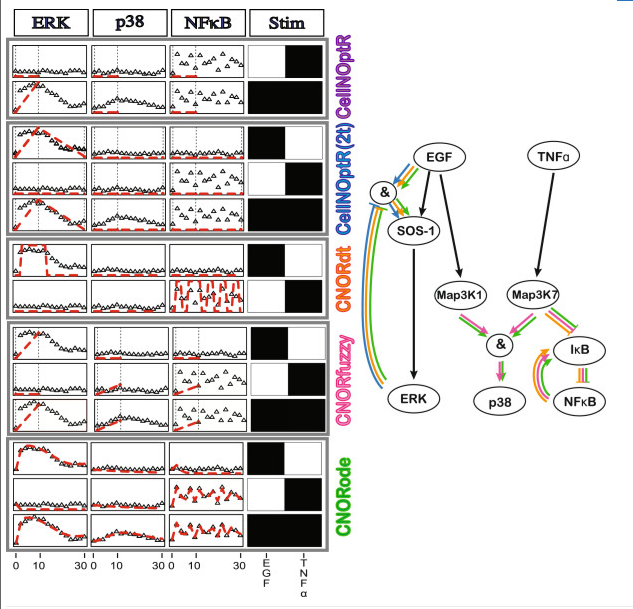 ERK p38 NFκB Stim
CellNOptR
CellNOptR(2t)
CNORdt
CNORfuzzy
CNORode
0 10 30 0 10 30 0 10 30
EGF
TNFα
EGF
TNFα
&
SOS-1
Map3K1
Map3K7
&
IκB
ERK
p38
NFκB